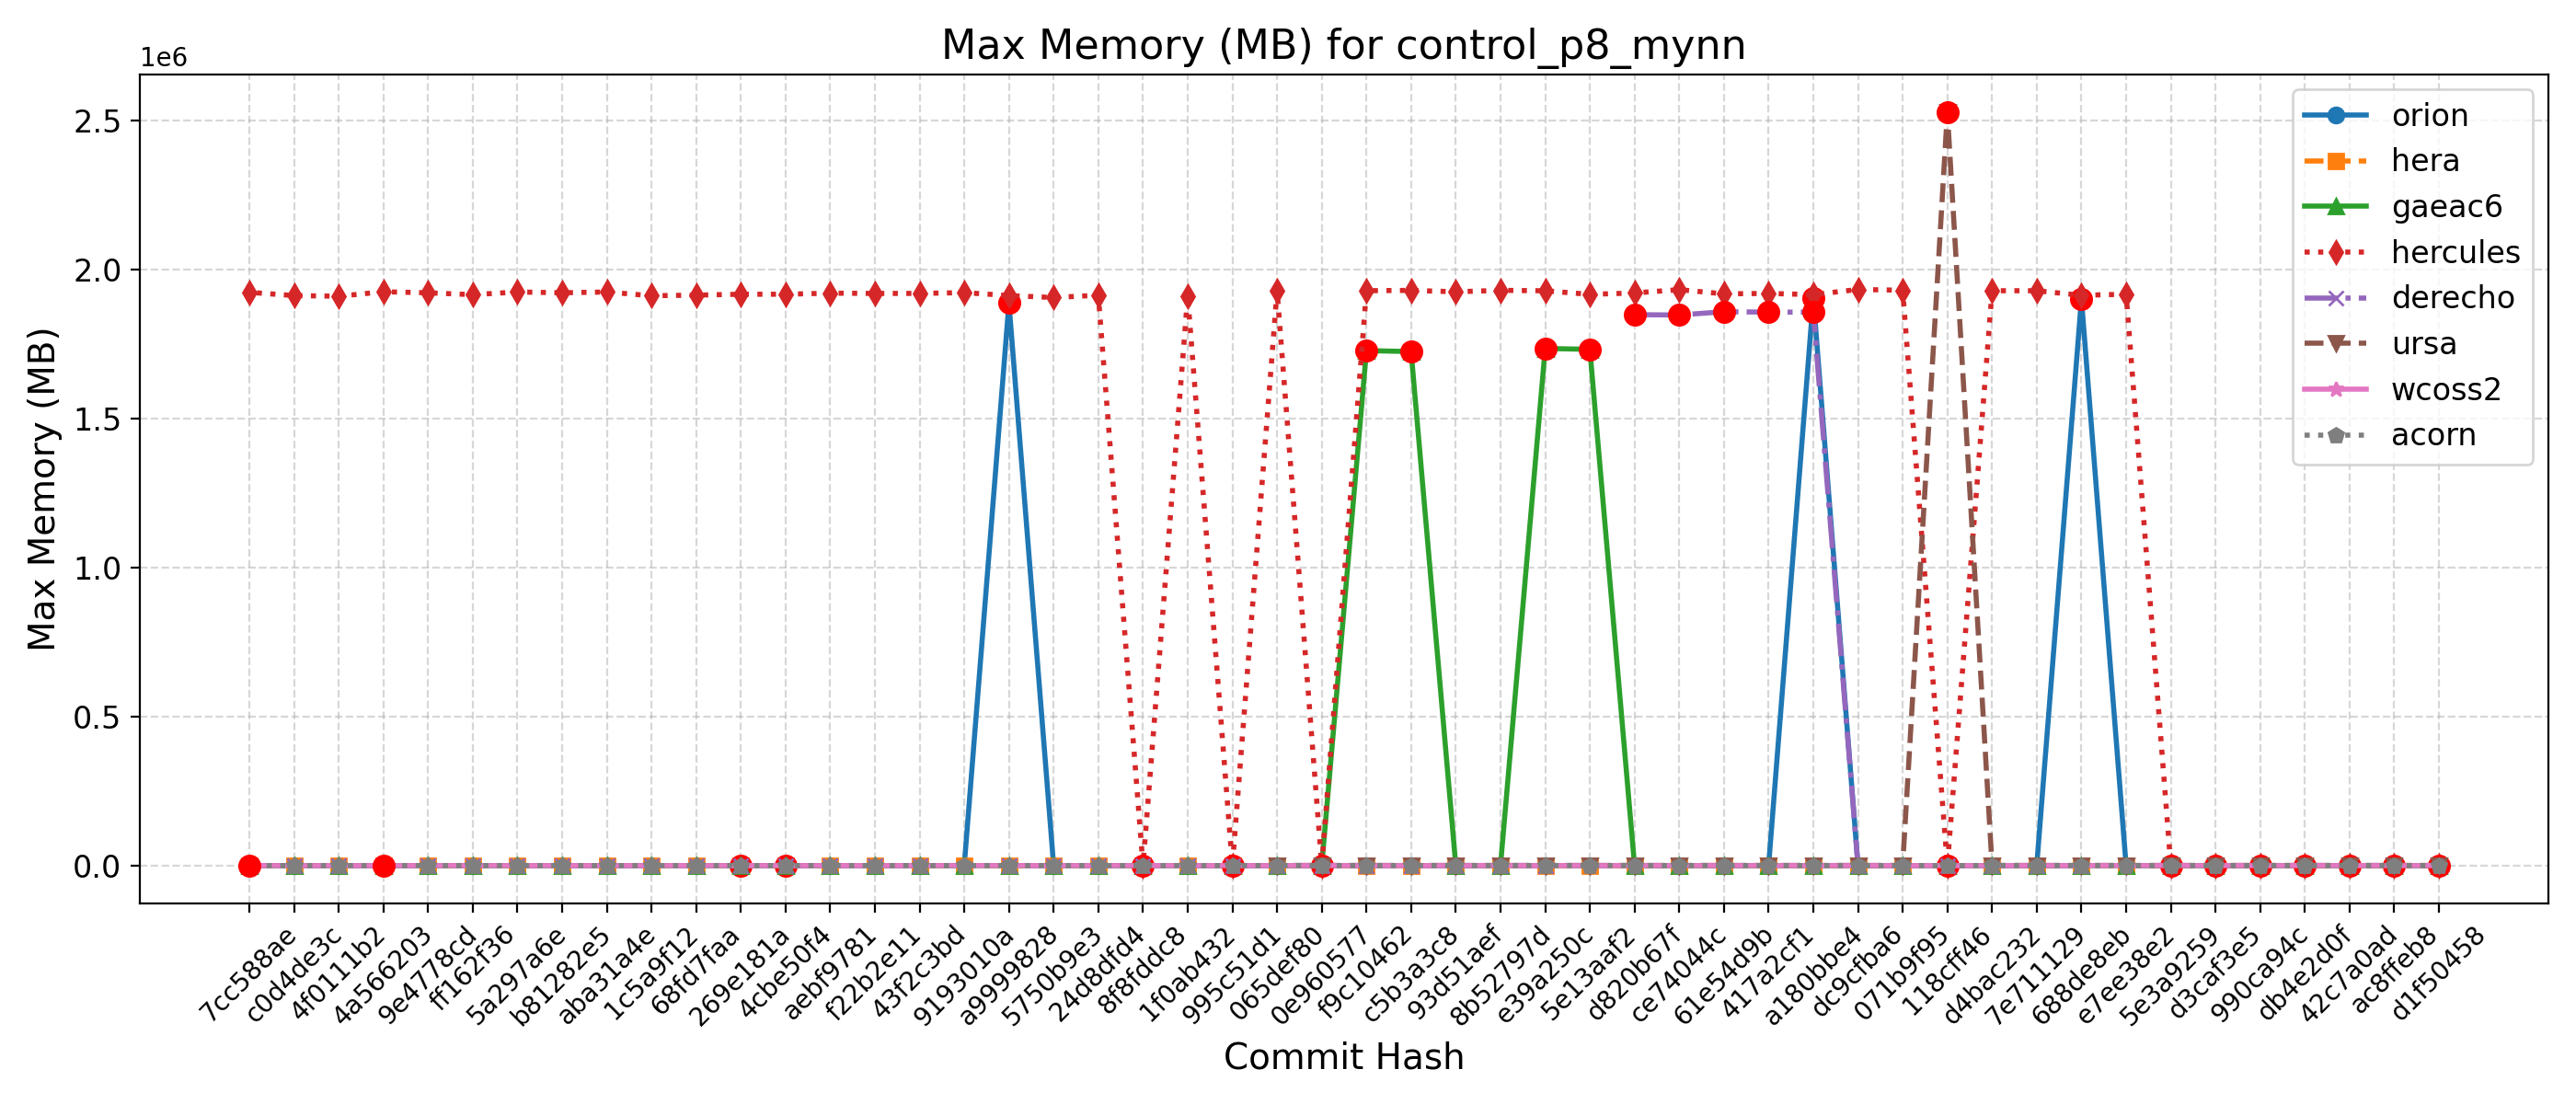 Max Memory (MB) for control_p8_mynn
1e6
2.5
2.0
1.5
1.0
0.5
0.0
Max Memory (MB)
orion
hera
gaeac6
hercules
derecho
ursa
wcoss2
acorn
7cc588ae
c0d4de3c
4f0111b2
4a566203
9e4778cd
ff162f36
5a297a6e
b81282e5
aba31a4e
1c5a9f12
68fd7faa
269e181a
4cbe50f4
aebf9781
f22b2e11
43f2c3bd
9193010a
a9999828
5750b9e3
24d8dfd4
8f8fddc8
1f0ab432
995c51d1
065def80
0e960577
f9c10462
c5b3a3c8
93d51aef
8b52797d
e39a250c
5e13aaf2
d820b67f
ce74044c
61e54d9b
417a2cf1
a180bbe4
dc9cfba6
071b9f95
118cff46
d4bac232
7e711129
688de8eb
e7ee38e2
5e3a9259
d3caf3e5
990ca94c
db4e2d0f
42c7a0ad
ac8ffeb8
d1f50458
Commit Hash